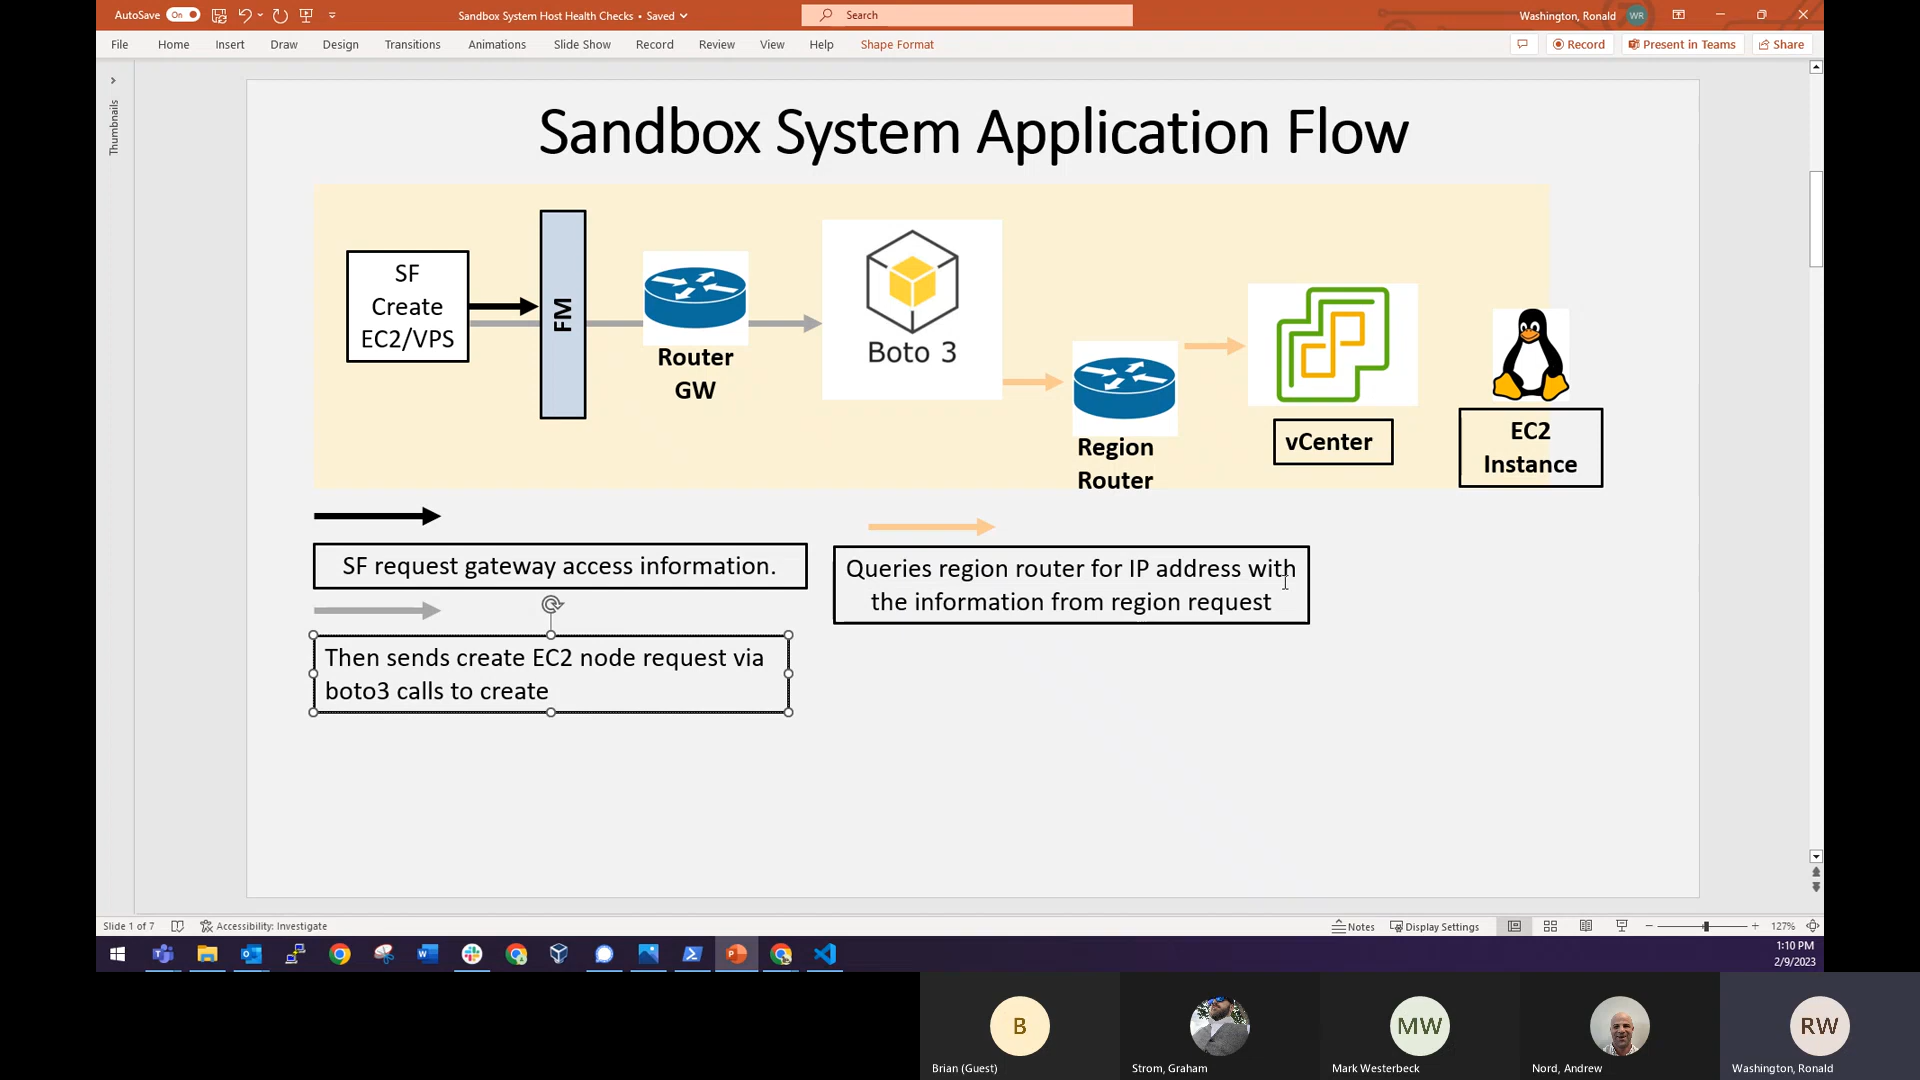 AutoSave On
Sandbox System Host Health Checks • Saved
Search
Washington, Ronald WR
File Home Insert Draw Design Transitions Animations Slide Show Record Review View Help Shape Format
Record Present in Teams Share
Thumbnails
Sandbox System Application Flow
SF
Create
EC2/VPS
FM
Router
GW
Boto 3
Region
Router
vCenter
EC2
Instance
SF request gateway access information.
Then sends create EC2 node request via
boto3 calls to create
Queries region router for IP address with
the information from region request
Slide 1 of 7 Accessibility: Investigate
Notes Display Settings 127%
1:10 PM
2/9/2023
B
Brian (Guest)
Strom, Graham
MW
Mark Westerbeck
Nord, Andrew
RW
Washington, Ronald